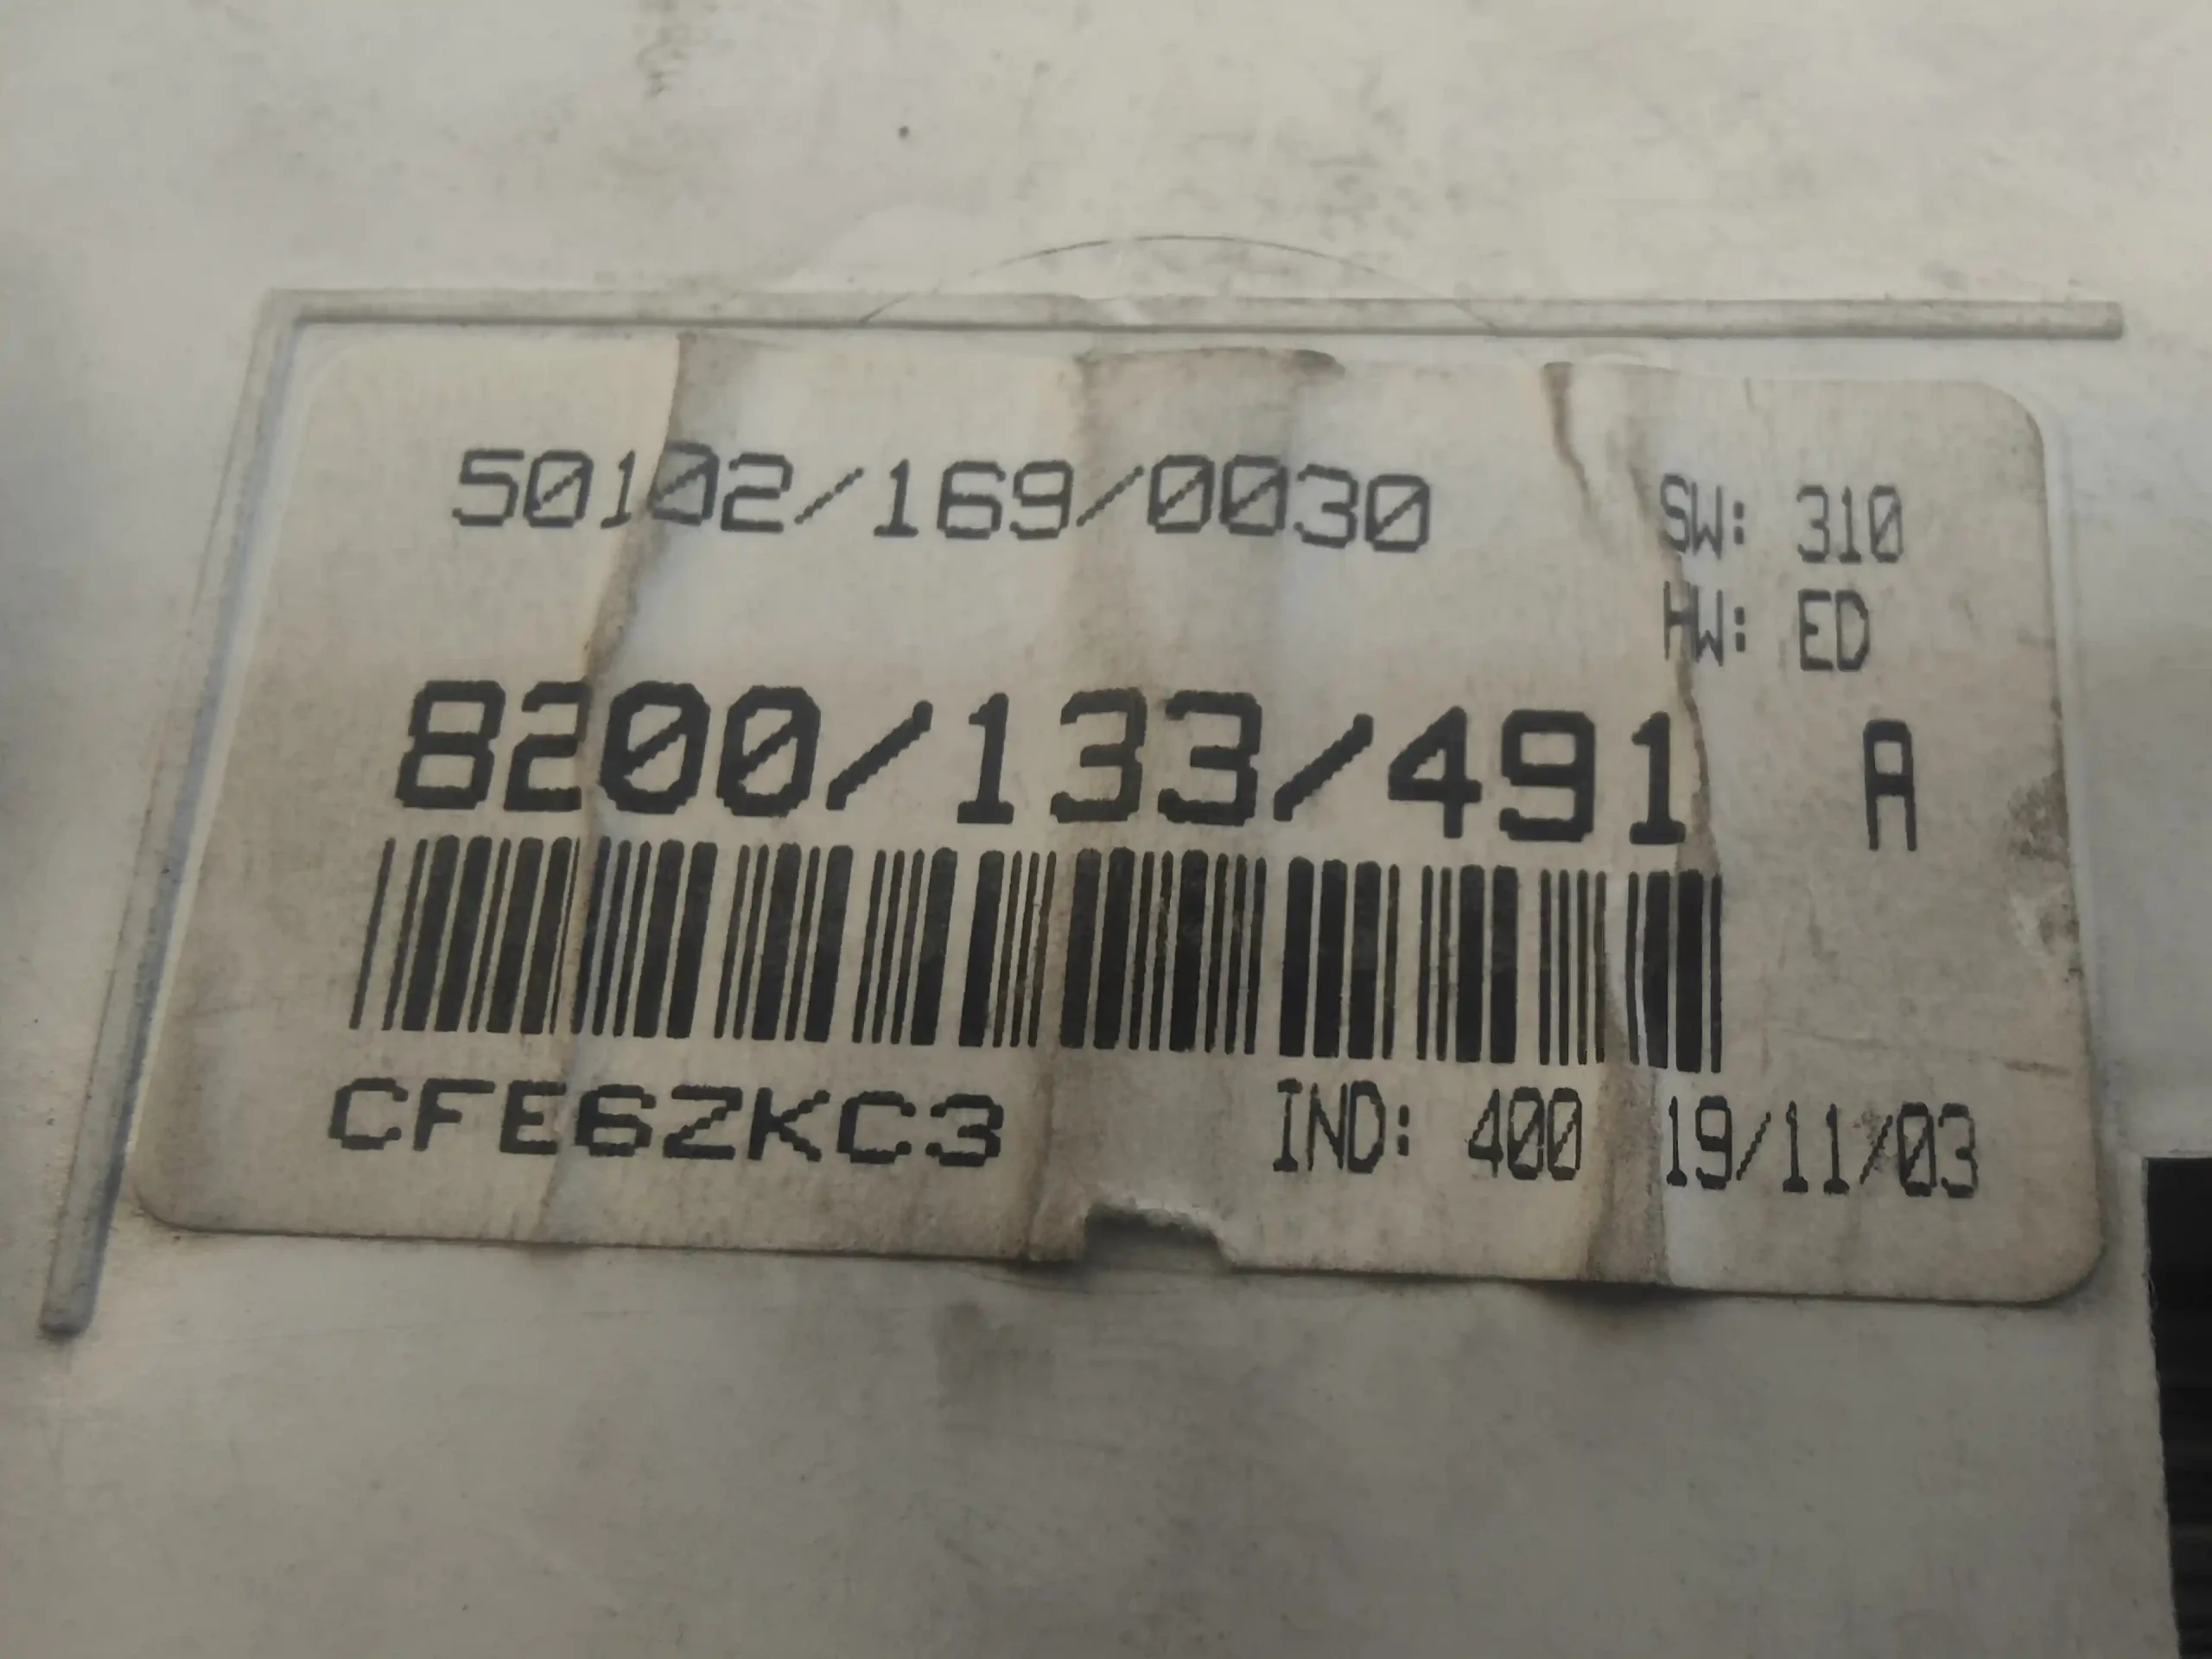 50102/169/0030
SW: 310
HW: ED
8200/133/491 A
CFE6ZKC3 IND: 400 19/11/03